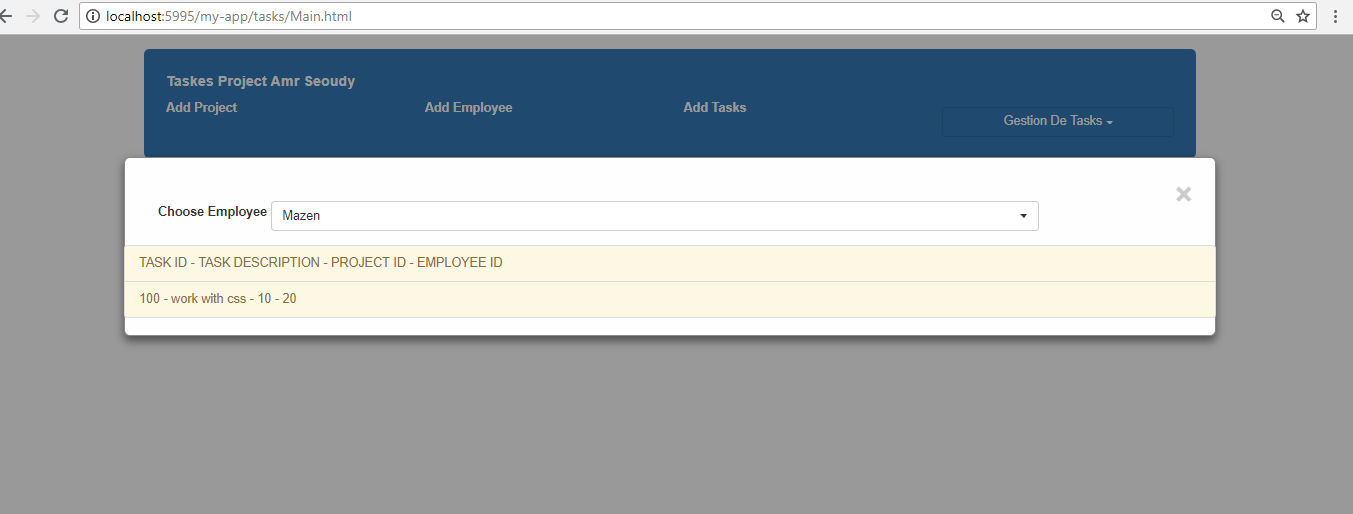 localhost:5995/my-app/tasks/Main.html
Taskes Project Amr Seoudy
Add Project Add Employee Add Tasks Gestion De Tasks
×
Choose Employee Mazen
TASK ID - TASK DESCRIPTION - PROJECT ID - EMPLOYEE ID
100 - work with css - 10 - 20